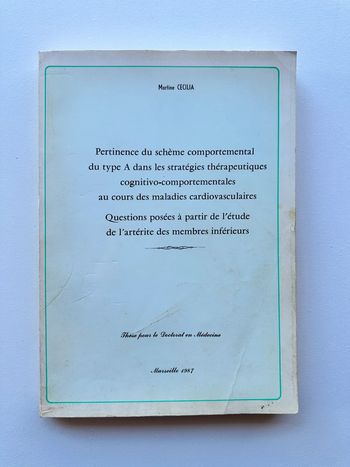 Martine CECILIA
Pertinence du schème comportemental
du type A dans les stratégies thérapeutiques
cognitivo-comportementales
au cours des maladies cardiovasculaires
Questions posées à partir de l'étude
de l'artérite des membres inférieurs
Thèse pour le Doctorat en Médecine
Marseille 1987